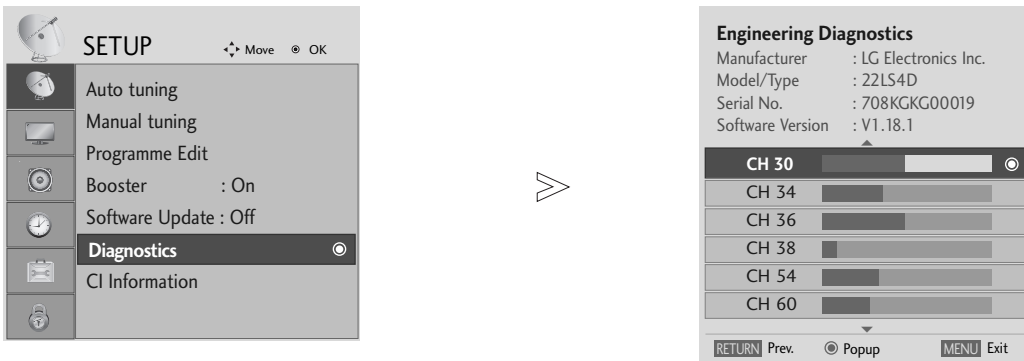 SETUP
Move OK
Auto tuning
Manual tuning
Programme Edit
Booster : On
Software Update : Off
Diagnostics
CI Information
Engineering Diagnostics
Manufacturer : LG Electronics Inc.
Model/Type : 22LS4D
Serial No. : 708KGKG00019
Software Version : V1.18.1
CH 30
CH 34
CH 36
CH 38
CH 54
CH 60
RETURN Prev. Popup MENU Exit